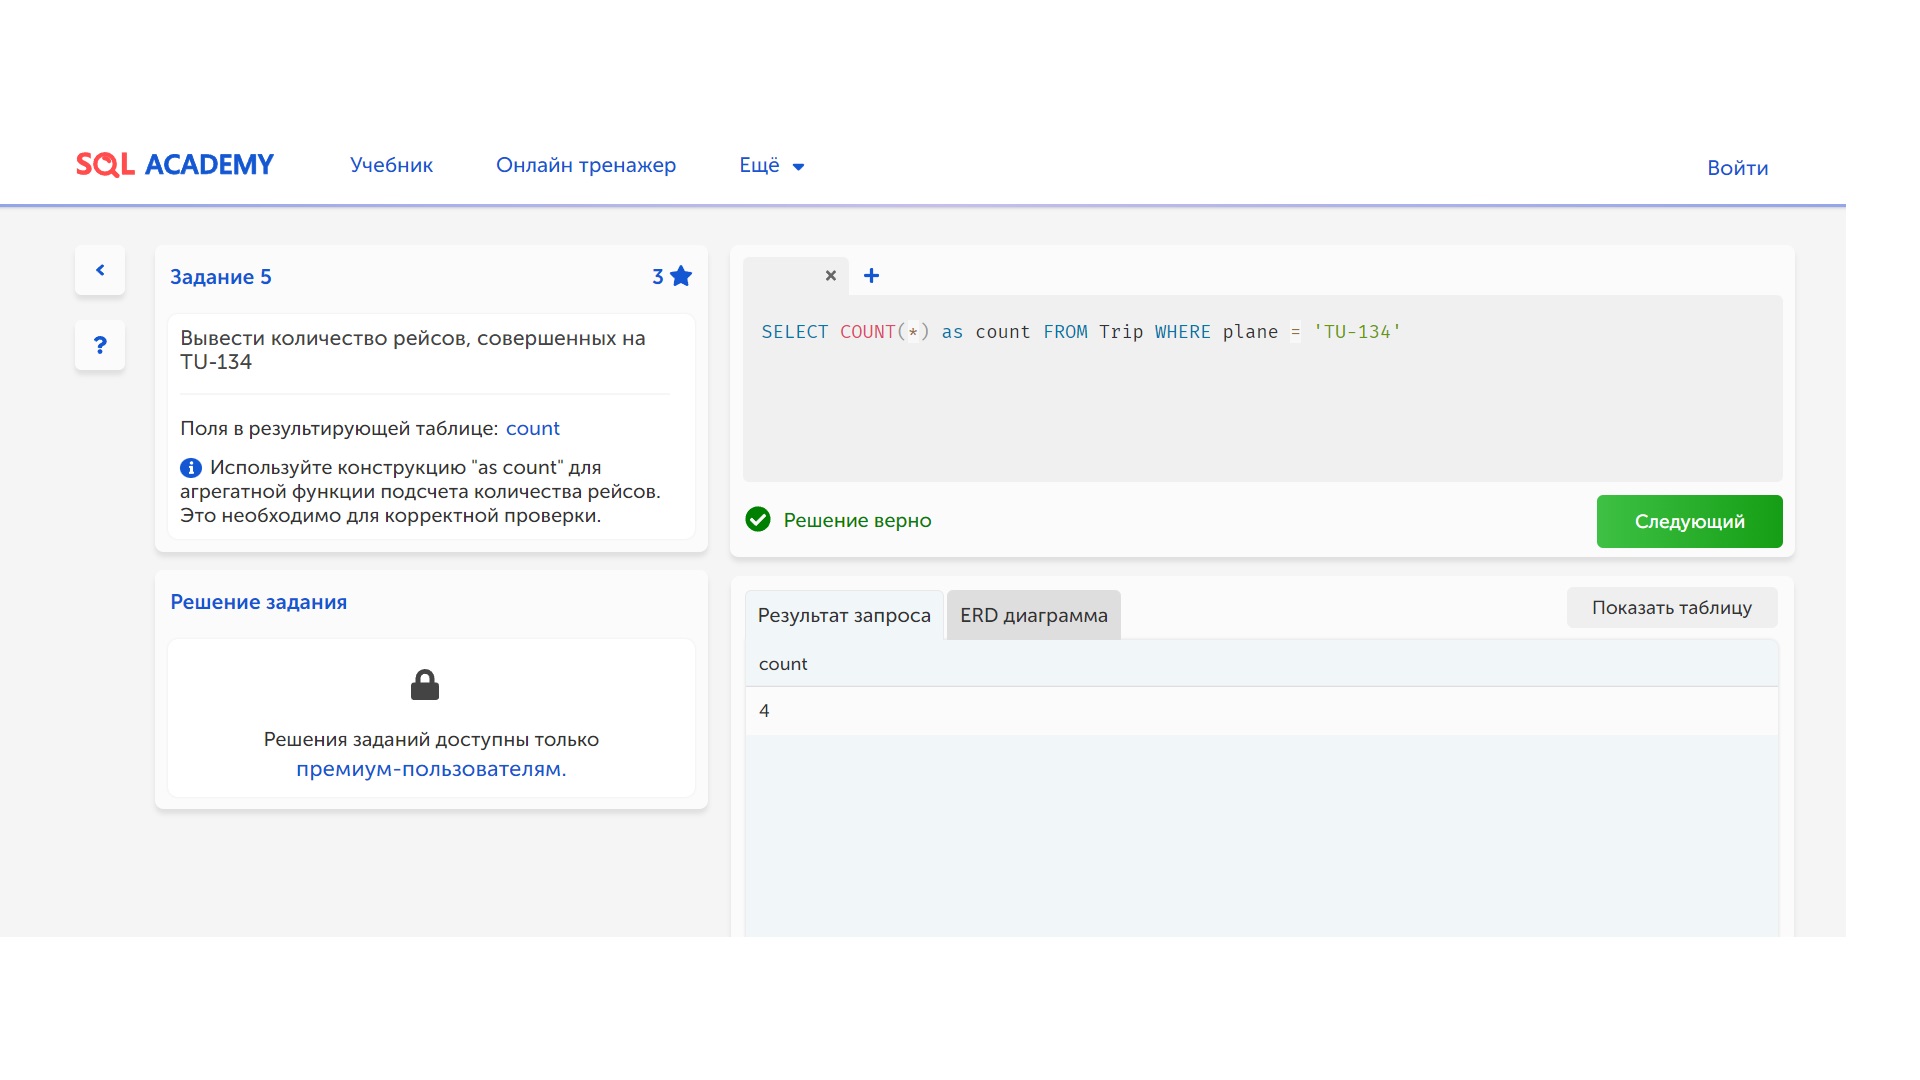 SQL ACADEMY
Учебник
Онлайн тренажер
Ещё
Войти
Задание 5
3
Вывести количество рейсов, совершенных на
TU-134
Поля в результирующей таблице: count
Используйте конструкцию "as count" для
агрегатной функции подсчета количества рейсов.
Это необходимо для корректной проверки.
Решение задания
Решения заданий доступны только
премиум-пользователям.
SELECT COUNT(*) as count FROM Trip WHERE plane = 'TU-134'
Решение верно
Следующий
Результат запроса
ERD диаграмма
Показать таблицу
count
4